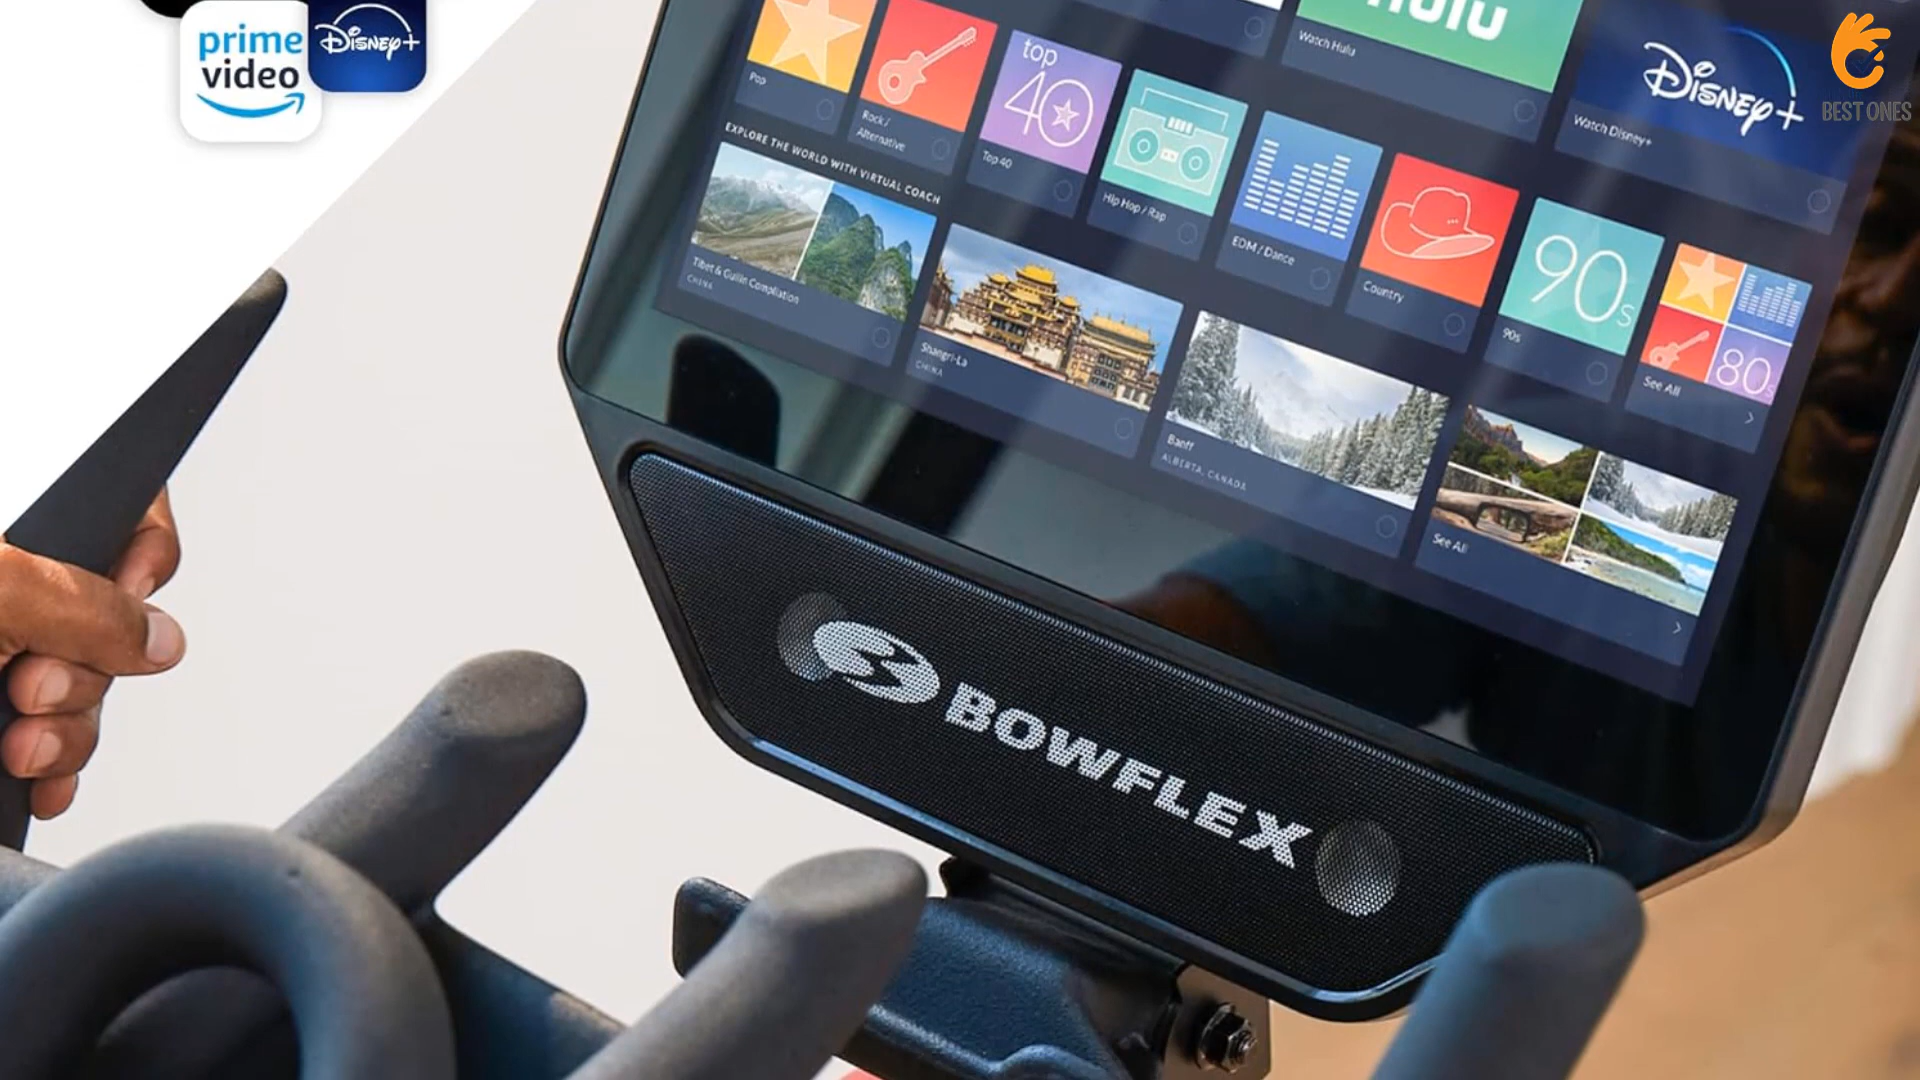 prime
video
Disney+
hulu
Watch Hulu
Disney+
Watch Disney+
BEST ONES
Pop
Rock /
Alternative
top
40
Top 40
Hip Hop / Rap
EDM / Dance
Country
90s
90s
80s
See All
EXPLORE THE WORLD WITH VIRTUAL COACH
Tibet & Guilin Compilation
CHINA
Shangri-La
CHINA
Banff
ALBERTA, CANADA
See All
BOWFLEX